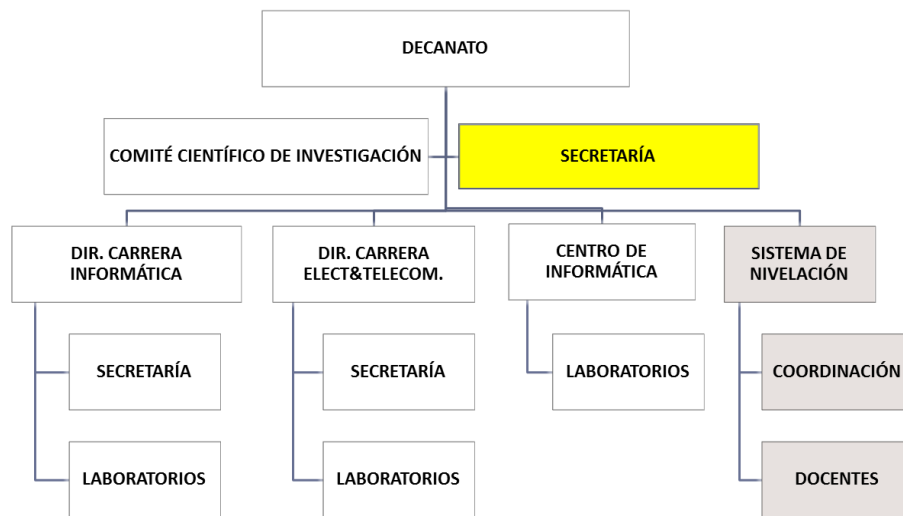 DECANATO
COMITÉ CIENTÍFICO DE INVESTIGACIÓN
SECRETARÍA
DIR. CARRERA
INFORMÁTICA
DIR. CARRERA
ELECT&TELECOM.
CENTRO DE
INFORMÁTICA
SISTEMA DE
NIVELACIÓN
SECRETARÍA
SECRETARÍA
LABORATORIOS
COORDINACIÓN
LABORATORIOS
LABORATORIOS
DOCENTES